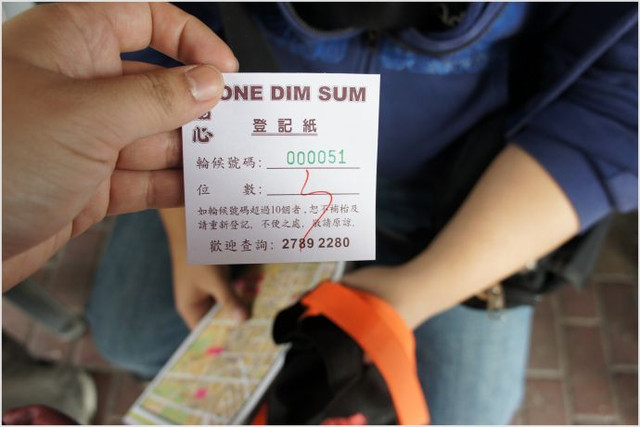 ONE DIM SUM
心
登記紙
輪候號碼: 000051
位 數:
如輪候號碼超過10個者,恕不補枱及
請重新登記, 不便之處, 敬請原諒。
歡迎查詢: 2789 2280